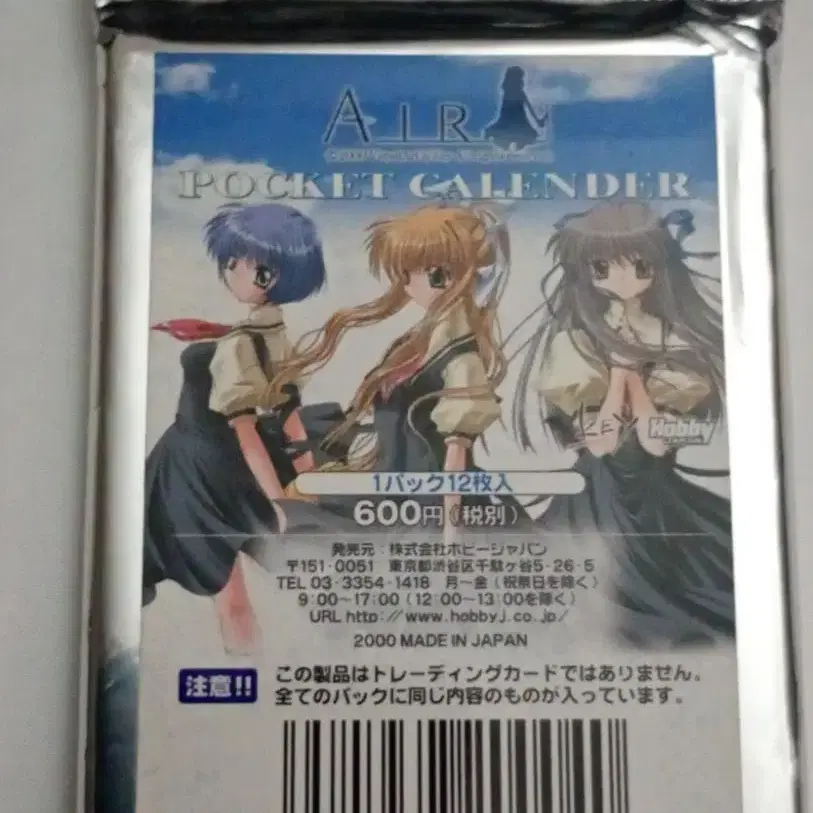 AIR
POCKET CALENDER
KEY
Hobby
JAPAN
1パック12枚入
600円(税別)
発売元:株式会社ホビージャパン
〒151-0051 東京都渋谷区千駄ヶ谷5-26-5
TEL 03-3354-1418 月〜金(祝祭日を除く)
9:00〜17:00(12:00〜13:00を除く)
URL http://www.hobbyj.co.jp/
2000 MADE IN JAPAN
注意!! この製品はトレーディングカードではありません。
全てのパックに同じ内容のものが入っています。